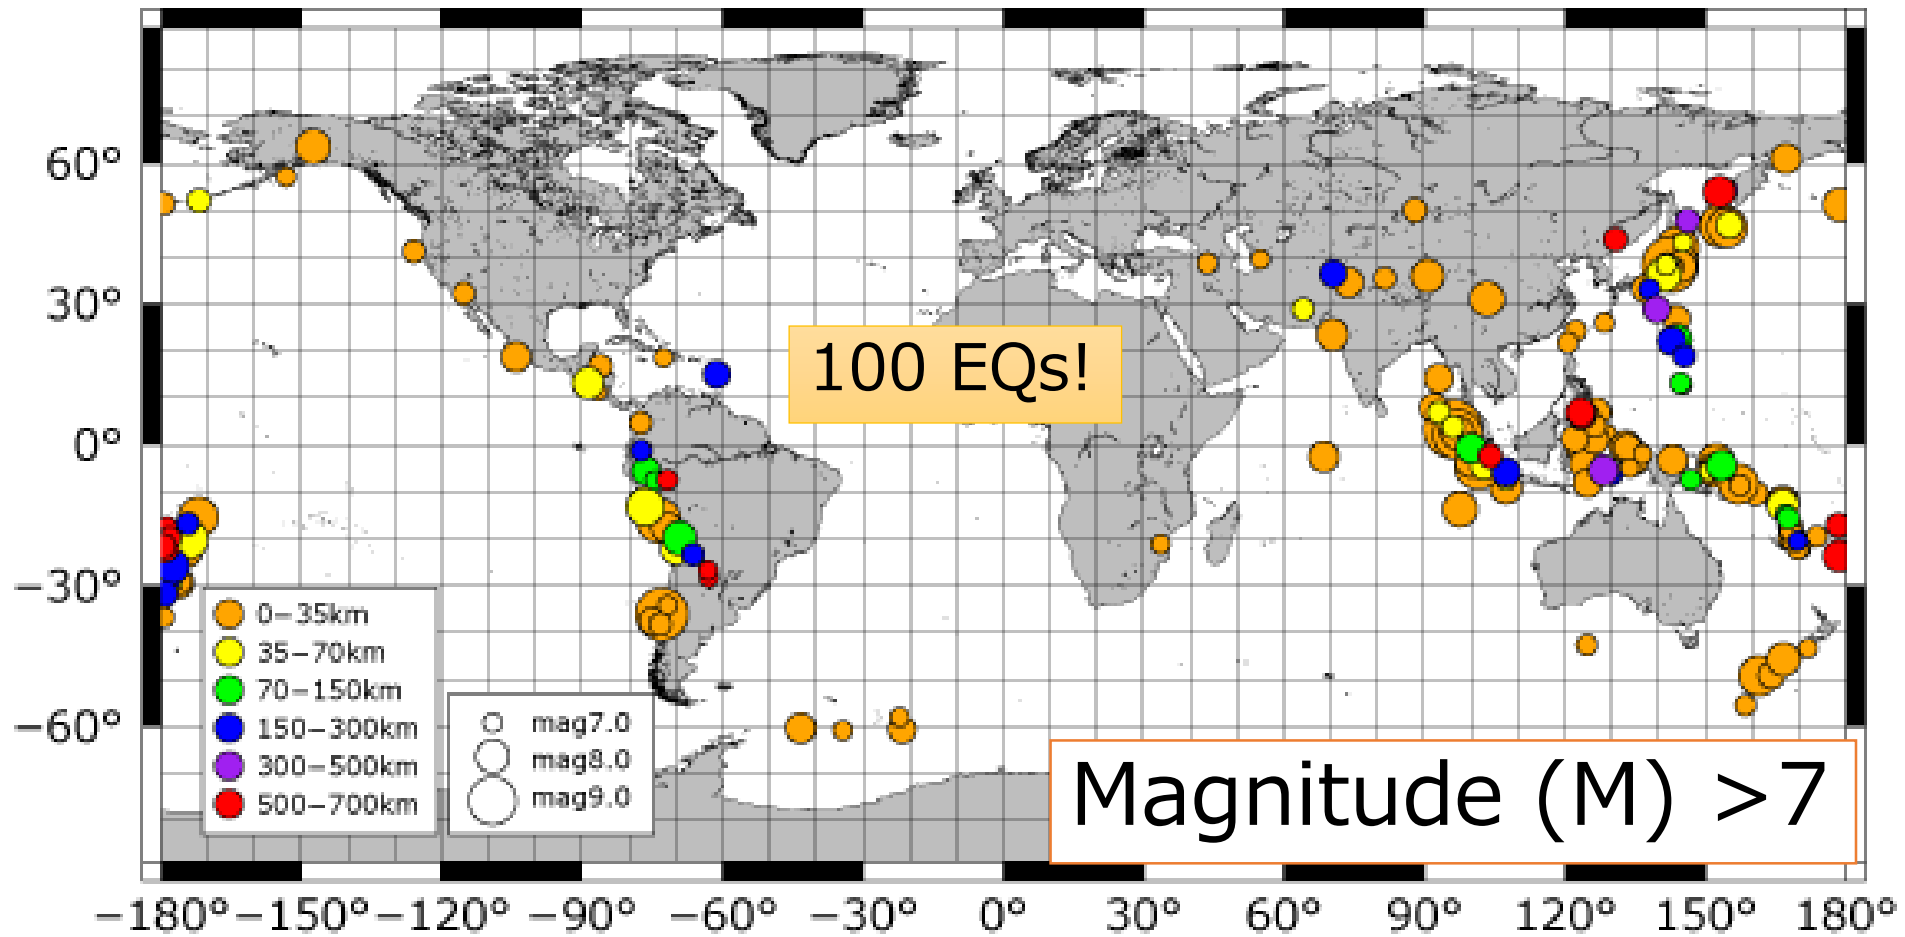 60°
30°
0°
−30°
−60°
100 EQs!
0−35km
35−70km
70−150km
150−300km
300−500km
500−700km
mag7.0
mag8.0
mag9.0
Magnitude (M) >7
−180° −150° −120° −90° −60° −30° 0° 30° 60° 90° 120° 150° 180°